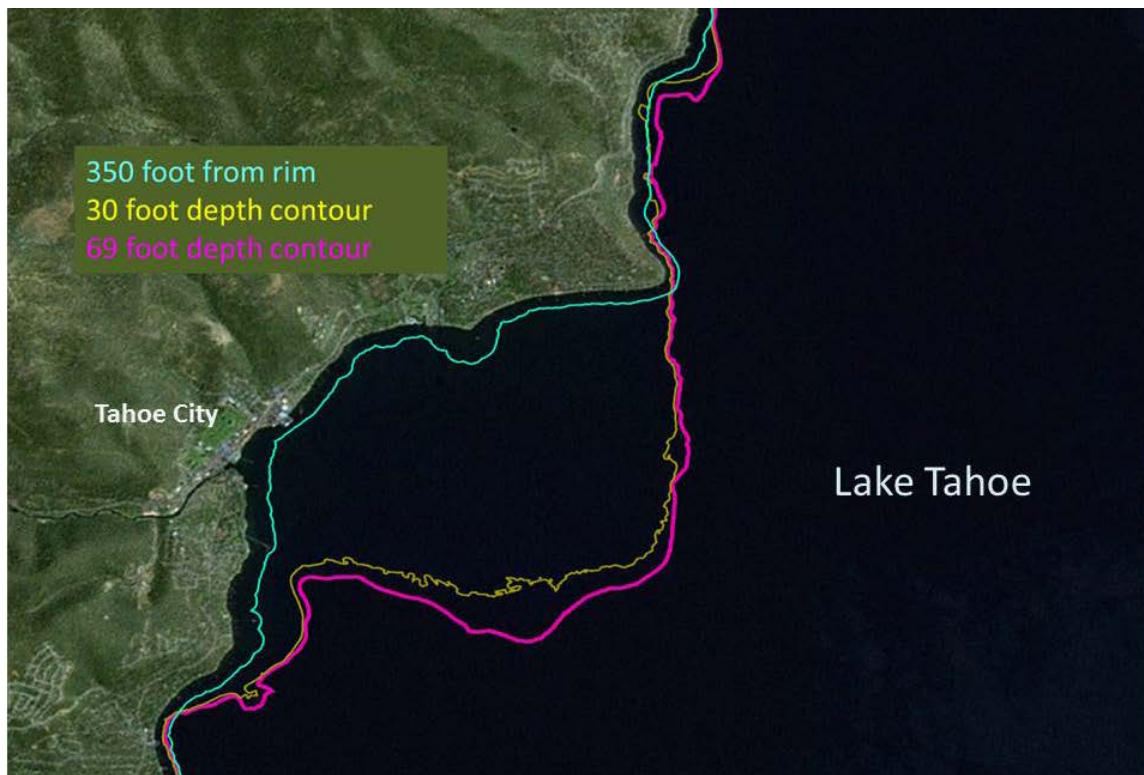 350 foot from rim
30 foot depth contour
69 foot depth contour
Tahoe City
Lake Tahoe